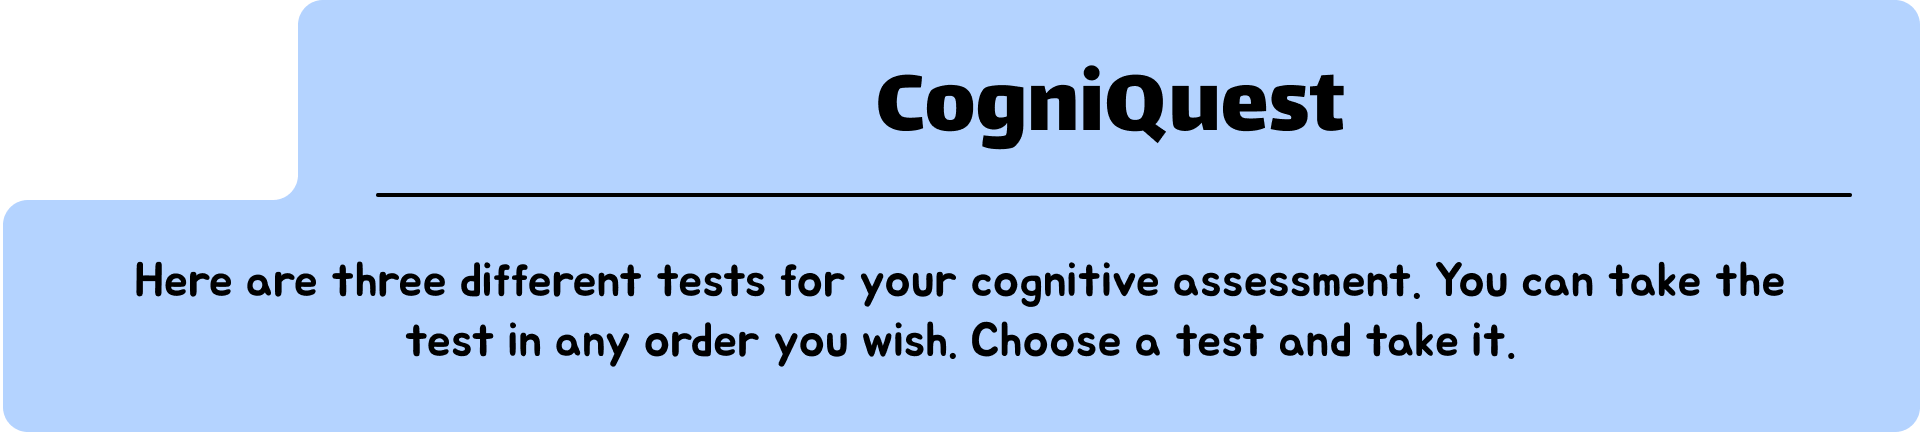 CogniQuest
Here are three different tests for your cognitive assessment. You can take the
test in any order you wish. Choose a test and take it.